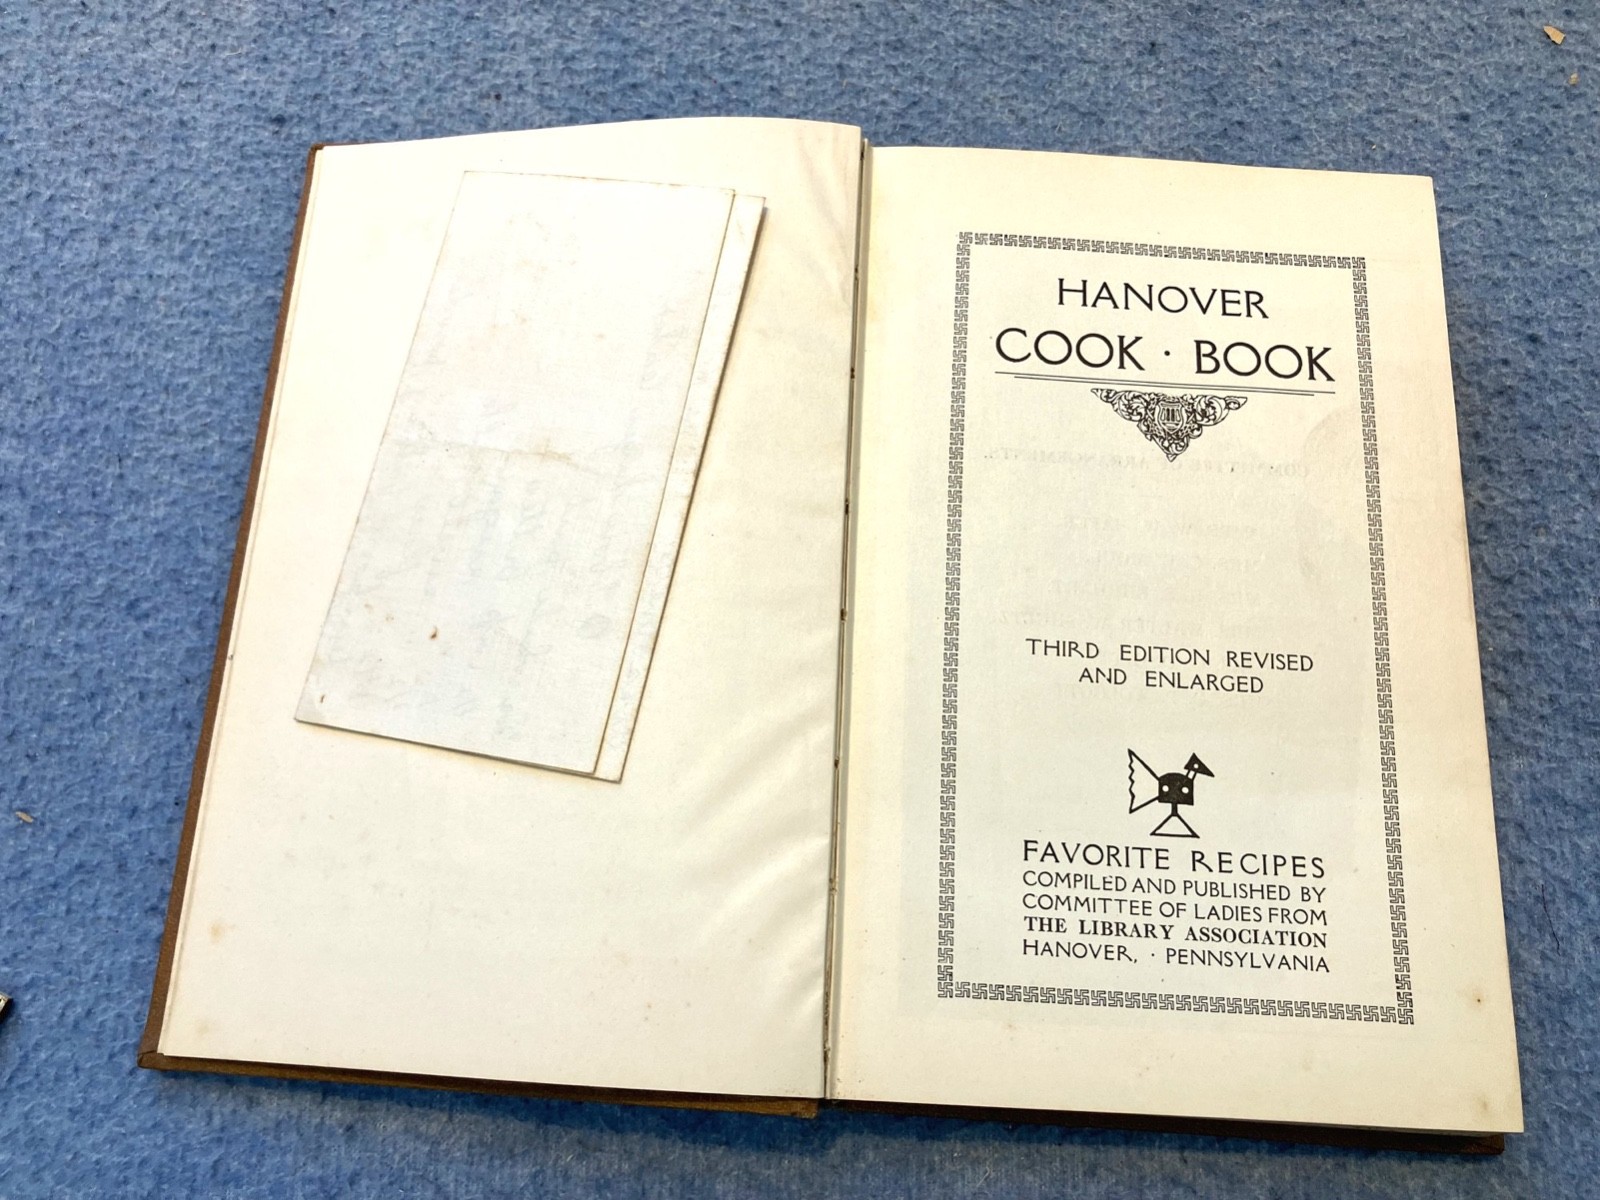 HANOVER
COOK · BOOK
THIRD EDITION REVISED
AND ENLARGED
FAVORITE RECIPES
COMPILED AND PUBLISHED BY
COMMITTEE OF LADIES FROM
THE LIBRARY ASSOCIATION
HANOVER, · PENNSYLVANIA